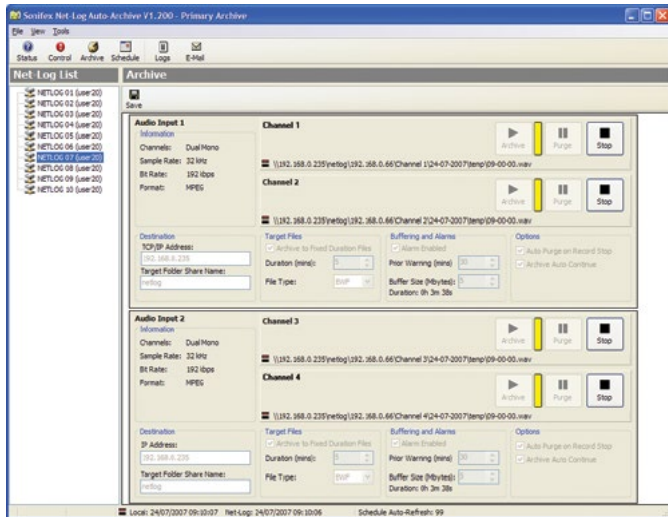 Sonifex Net-Log Auto-Archive V1.200 - Primary Archive
File View Tools
Status Control Archive Schedule Logs E-Mail
Net-Log List
Archive
NETLOG 01 (user20)
NETLOG 02 (user20)
NETLOG 03 (user20)
NETLOG 04 (user20)
NETLOG 05 (user20)
NETLOG 06 (user20)
NETLOG 07 (user20)
NETLOG 08 (user20)
NETLOG 09 (user20)
NETLOG 10 (user20)
Save
Audio Input 1
Information
Channels: Dual Mono
Sample Rate: 32 kHz
Bit Rate: 192 kbps
Format: MPEG
Channel 1
Archive Purge Stop
\\192.168.0.235\netlog\192.168.0.66\Channel 1\24-07-2007\temp\09-00-00.wav
Channel 2
Archive Purge Stop
\\192.168.0.235\netlog\192.168.0.66\Channel 2\24-07-2007\temp\09-00-00.wav
Destination
TCP/IP Address:
192.168.0.235
Target Folder Share Name:
netlog
Target Files
Archive to Fixed Duration Files
Duration (mins): 5
File Type: BWF
Buffering and Alarms
Alarm Enabled
Prior Warning (mins) 30
Buffer Size (Mbytes): 5
Duration: 0h 3m 38s
Options
Auto Purge on Record Stop
Archive Auto Continue
Audio Input 2
Information
Channels: Dual Mono
Sample Rate: 32 kHz
Bit Rate: 192 kbps
Format: MPEG
Channel 3
Archive Purge Stop
\\192.168.0.235\netlog\192.168.0.66\Channel 3\24-07-2007\temp\09-00-00.wav
Channel 4
Archive Purge Stop
\\192.168.0.235\netlog\192.168.0.66\Channel 4\24-07-2007\temp\09-00-00.wav
Destination
IP Address:
192.168.0.235
Target Folder Share Name:
netlog
Target Files
Archive to Fixed Duration Files
Duration (mins): 5
File Type: BWF
Buffering and Alarms
Alarm Enabled
Prior Warning (mins) 30
Buffer Size (Mbytes): 5
Duration: 0h 3m 38s
Options
Auto Purge on Record Stop
Archive Auto Continue
Local: 24/07/2007 09:10:07 Net-Log: 24/07/2007 09:10:06 Schedule Auto-Refresh: 99